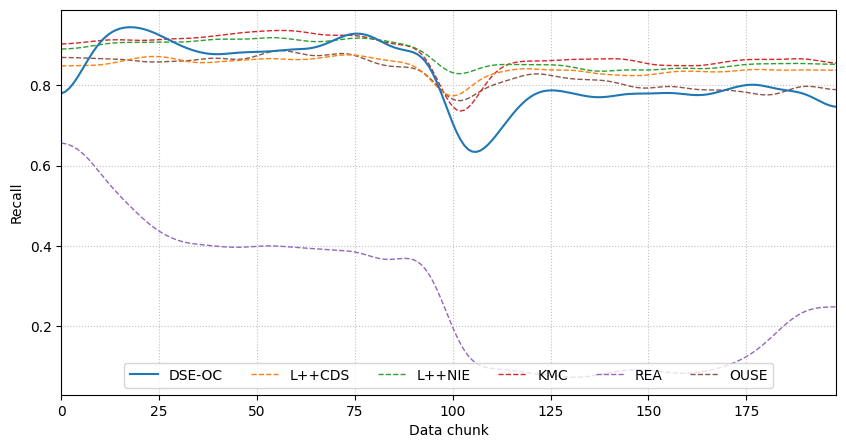 Recall
0.8
0.6
0.4
0.2
DSE-OC L++CDS L++NIE KMC REA OUSE
0 25 50 75 100 125 150 175
Data chunk